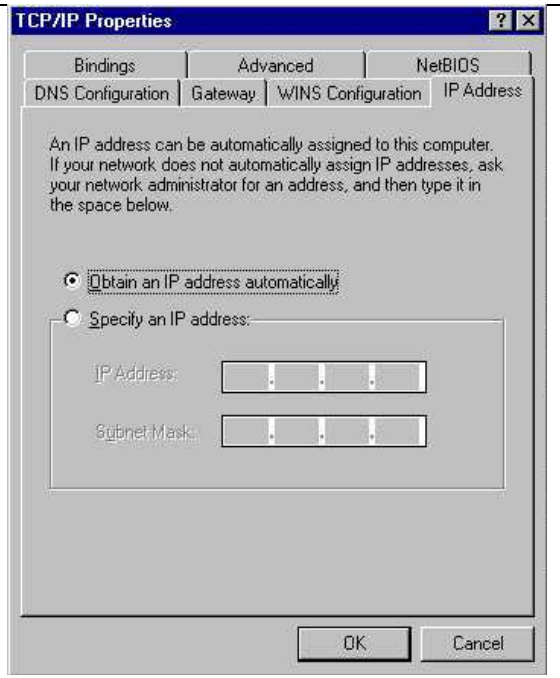 TCP/IP Properties
Bindings Advanced NetBIOS
DNS Configuration Gateway WINS Configuration IP Address
An IP address can be automatically assigned to this computer.
If your network does not automatically assign IP addresses, ask
your network administrator for an address, and then type it in
the space below.
Obtain an IP address automatically
Specify an IP address:
IP Address:
Subnet Mask:
OK Cancel